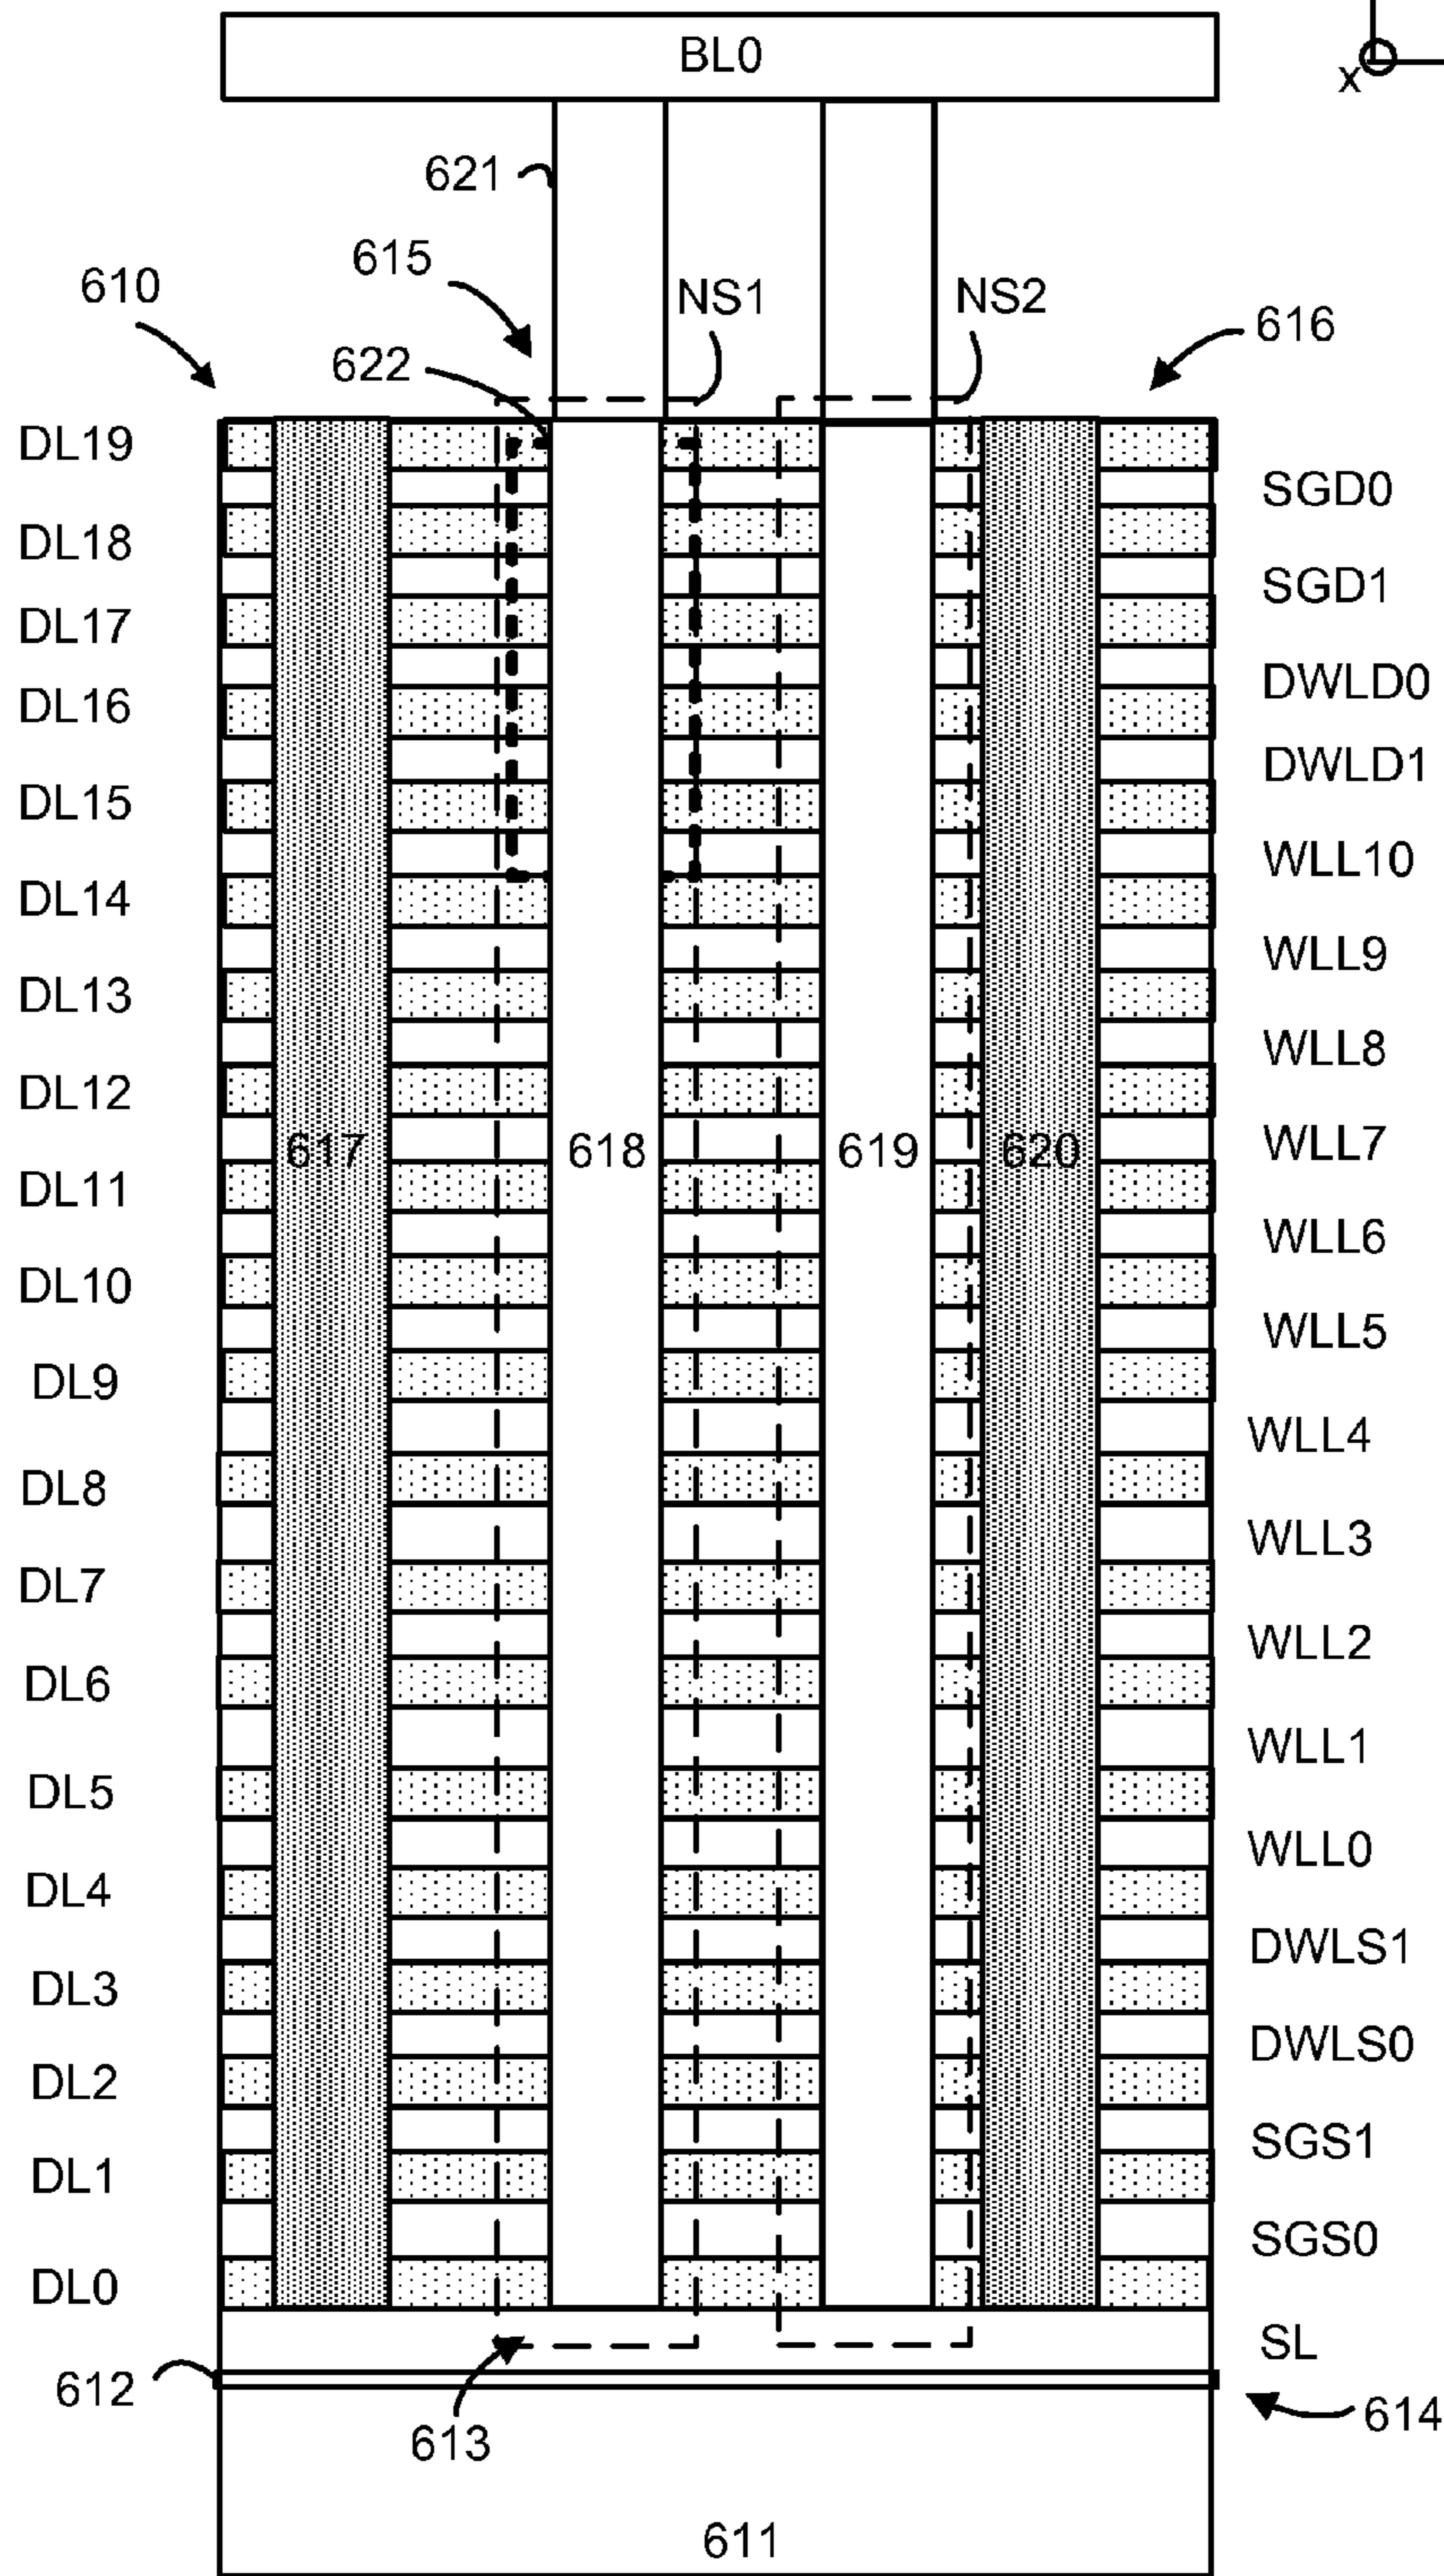 BL0
x
621
615
NS1
NS2
610
616
622
DL19
SGD0
DL18
SGD1
DL17
DWLD0
DL16
DWLD1
DL15
WLL10
DL14
WLL9
DL13
WLL8
DL12
WLL7
617
618
619
620
DL11
WLL6
DL10
WLL5
DL9
WLL4
DL8
WLL3
DL7
WLL2
DL6
WLL1
DL5
WLL0
DL4
DWLS1
DL3
DWLS0
DL2
SGS1
DL1
SGS0
DL0
SL
612
614
613
611